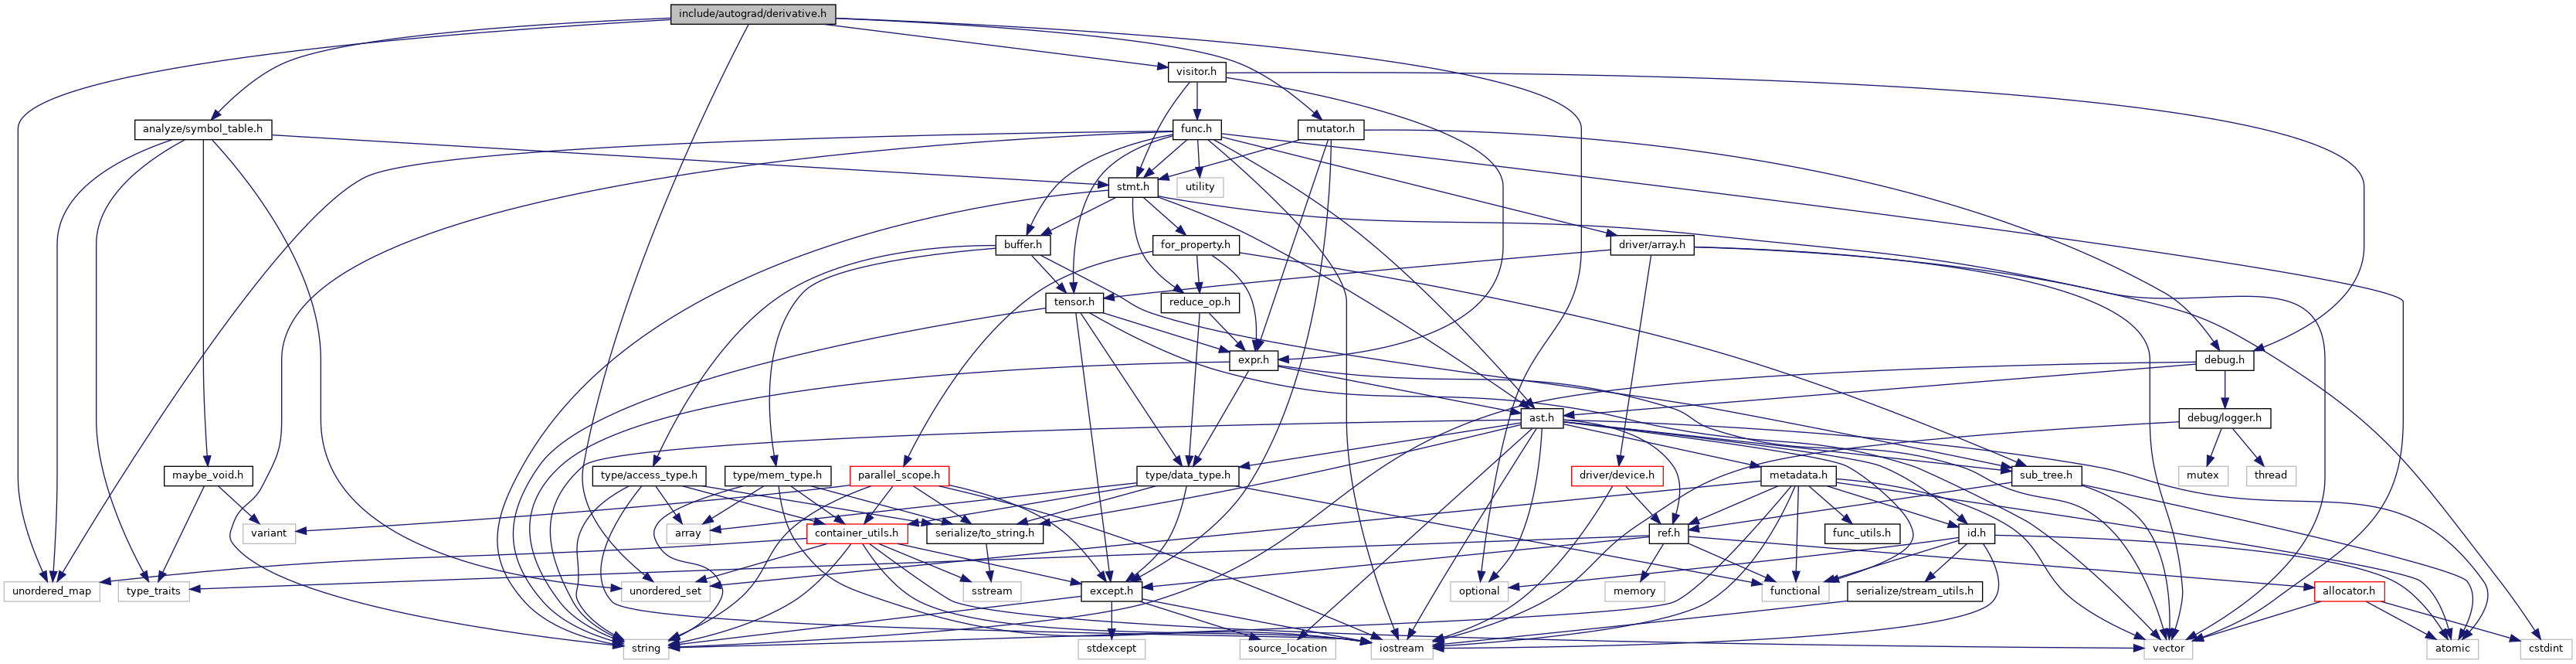 include/autograd/derivative.h
visitor.h
analyze/symbol_table.h
func.h
mutator.h
stmt.h
utility
buffer.h
for_property.h
driver/array.h
tensor.h
reduce_op.h
expr.h
debug.h
ast.h
debug/logger.h
maybe_void.h
type/access_type.h
type/mem_type.h
parallel_scope.h
type/data_type.h
driver/device.h
metadata.h
sub_tree.h
mutex
thread
variant
array
container_utils.h
serialize/to_string.h
ref.h
func_utils.h
id.h
unordered_map
type_traits
unordered_set
sstream
except.h
optional
memory
functional
serialize/stream_utils.h
allocator.h
string
stdexcept
source_location
iostream
vector
atomic
cstdint